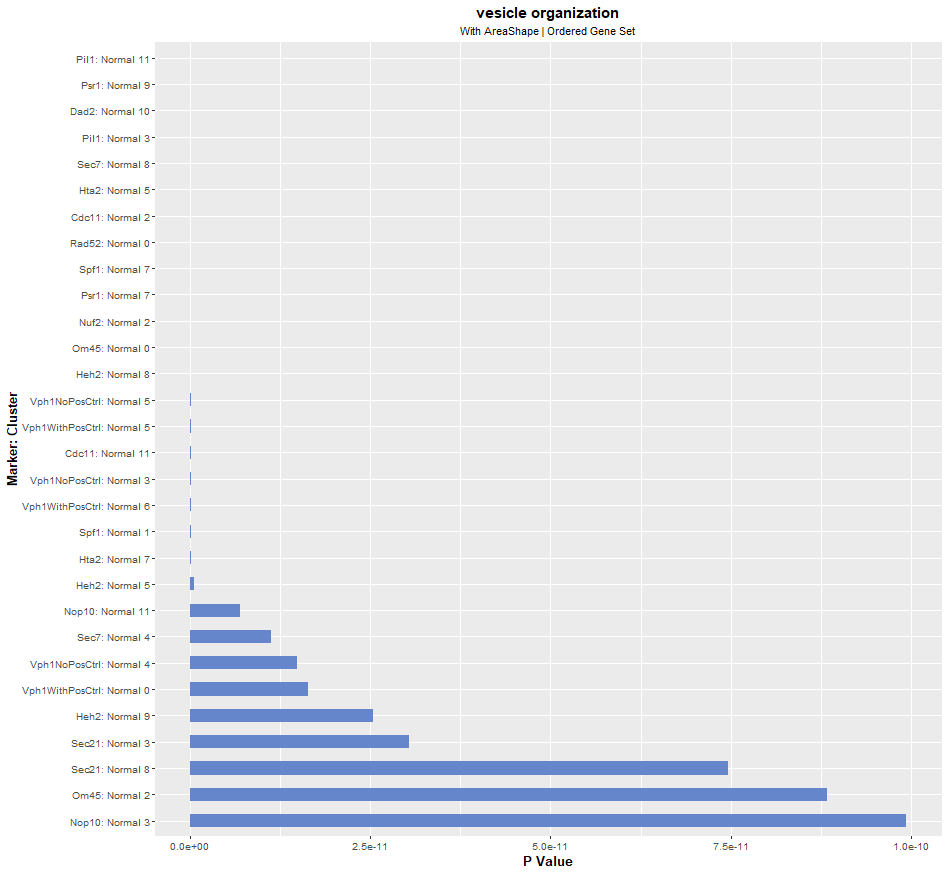 vesicle organization
With AreaShape | Ordered Gene Set
Marker: Cluster
Pil1: Normal 11
Psr1: Normal 9
Dad2: Normal 10
Pil1: Normal 3
Sec7: Normal 8
Hta2: Normal 5
Cdc11: Normal 2
Rad52: Normal 0
Spf1: Normal 7
Psr1: Normal 7
Nuf2: Normal 2
Om45: Normal 0
Heh2: Normal 8
Vph1NoPosCtrl: Normal 5
Vph1WithPosCtrl: Normal 5
Cdc11: Normal 11
Vph1NoPosCtrl: Normal 3
Vph1WithPosCtrl: Normal 6
Spf1: Normal 1
Hta2: Normal 7
Heh2: Normal 5
Nop10: Normal 11
Sec7: Normal 4
Vph1NoPosCtrl: Normal 4
Vph1WithPosCtrl: Normal 0
Heh2: Normal 9
Sec21: Normal 3
Sec21: Normal 8
Om45: Normal 2
Nop10: Normal 3
0.0e+00 2.5e-11 5.0e-11 7.5e-11 1.0e-10
P Value